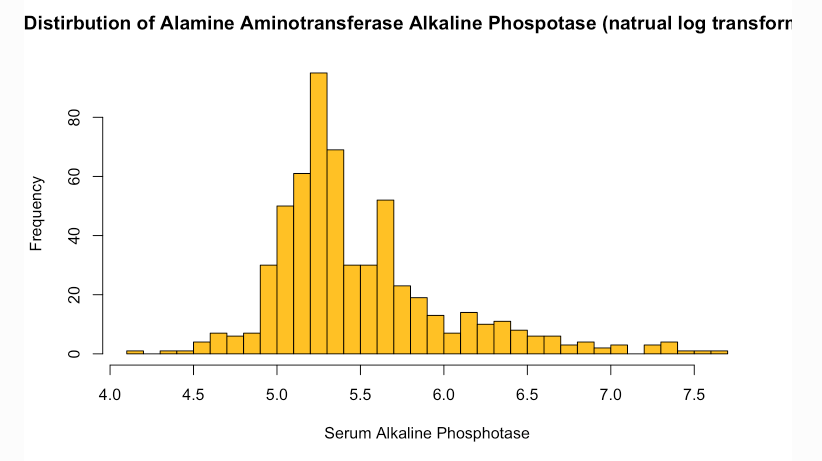 Distirbution of Alamine Aminotransferase Alkaline Phospotase (natrual log transforn
Frequency
0
20
40
60
80
4.0 4.5 5.0 5.5 6.0 6.5 7.0 7.5
Serum Alkaline Phosphotase